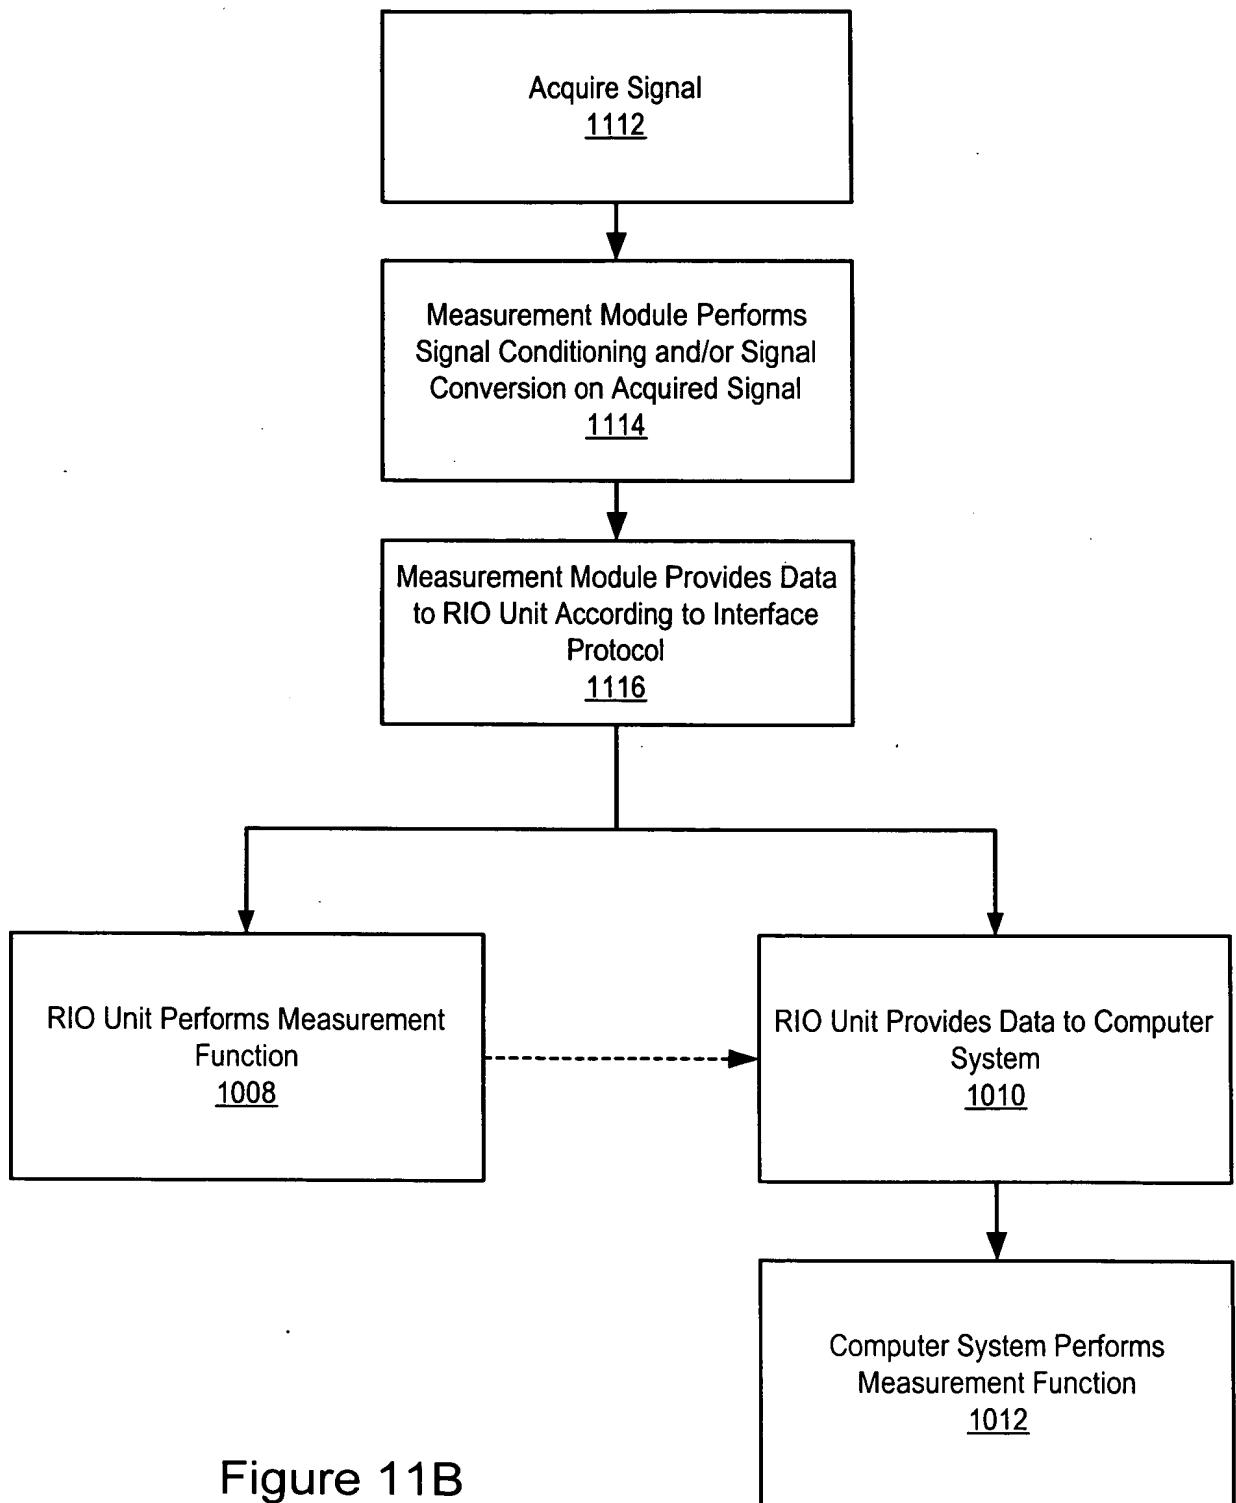 Acquire Signal
1112
Measurement Module Performs
Signal Conditioning and/or Signal
Conversion on Acquired Signal
1114
Measurement Module Provides Data
to RIO Unit According to Interface
Protocol
1116
RIO Unit Performs Measurement
Function
1008
RIO Unit Provides Data to Computer
System
1010
Computer System Performs
Measurement Function
1012
Figure 11B